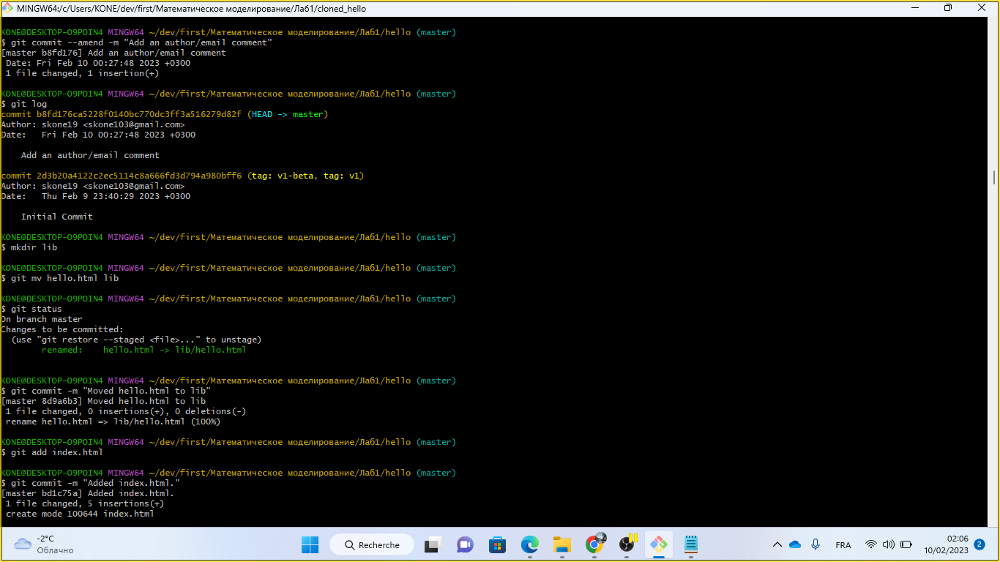 MINGW64:/c/Users/KONE/dev/first/Математическое моделирование/Лаб1/cloned_hello
KONE@DESKTOP-O9POIN4 MINGW64 ~/dev/first/Математическое моделирование/Лаб1/hello (master)
$ git commit --amend -m "Add an author/email comment"
[master b8fd176] Add an author/email comment
Date: Fri Feb 10 00:27:48 2023 +0300
1 file changed, 1 insertion(+)
KONE@DESKTOP-O9POIN4 MINGW64 ~/dev/first/Математическое моделирование/Лаб1/hello (master)
$ git log
commit b8fd176ca5228f0140bc770dc3ff3a516279d82f (HEAD -> master)
Author: skone19 <skone103@gmail.com>
Date:   Fri Feb 10 00:27:48 2023 +0300
Add an author/email comment
commit 2d3b20a4122c2ec5114c8a666fd3d794a980bff6 (tag: v1-beta, tag: v1)
Author: skone19 <skone103@gmail.com>
Date:   Thu Feb 9 23:40:29 2023 +0300
Initial Commit
KONE@DESKTOP-O9POIN4 MINGW64 ~/dev/first/Математическое моделирование/Лаб1/hello (master)
$ mkdir lib
KONE@DESKTOP-O9POIN4 MINGW64 ~/dev/first/Математическое моделирование/Лаб1/hello (master)
$ git mv hello.html lib
KONE@DESKTOP-O9POIN4 MINGW64 ~/dev/first/Математическое моделирование/Лаб1/hello (master)
$ git status
On branch master
Changes to be committed:
(use "git restore --staged <file>..." to unstage)
renamed:    hello.html -> lib/hello.html
KONE@DESKTOP-O9POIN4 MINGW64 ~/dev/first/Математическое моделирование/Лаб1/hello (master)
$ git commit -m "Moved hello.html to lib"
[master 8d9a6b3] Moved hello.html to lib
1 file changed, 0 insertions(+), 0 deletions(-)
rename hello.html => lib/hello.html (100%)
KONE@DESKTOP-O9POIN4 MINGW64 ~/dev/first/Математическое моделирование/Лаб1/hello (master)
$ git add index.html
KONE@DESKTOP-O9POIN4 MINGW64 ~/dev/first/Математическое моделирование/Лаб1/hello (master)
$ git commit -m "Added index.html."
[master bd1c75a] Added index.html.
1 file changed, 5 insertions(+)
create mode 100644 index.html
-2°C
Облачно
Recherche
FRA
02:06
10/02/2023
2